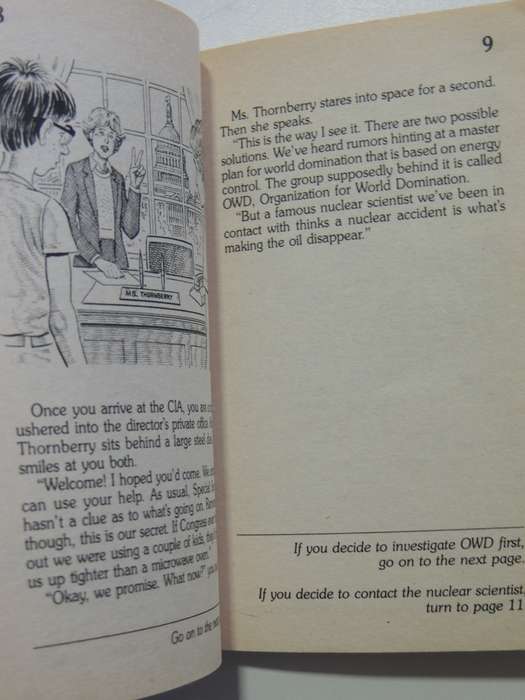 8
MS. THORNBERRY
Once you arrive at the CIA, you are
ushered into the director's private office.
Thornberry sits behind a large steel
smiles at you both.
"Welcome! I hoped you'd come. We
can use your help. As usual, Special
hasn't a clue as to what's going on.
though, this is our secret. If Congress
out we were using a couple of kids,
us up tighter than a microwave oven."
"Okay, we promise. What now?"
Go on to the
9
Ms. Thornberry stares into space for a second.
Then she speaks.
"This is the way I see it. There are two possible
solutions. We've heard rumors hinting at a master
plan for world domination that is based on energy
control. The group supposedly behind it is called
OWD, Organization for World Domination.
"But a famous nuclear scientist we've been in
contact with thinks a nuclear accident is what's
making the oil disappear."
If you decide to investigate OWD first,
go on to the next page.
If you decide to contact the nuclear scientist,
turn to page 11